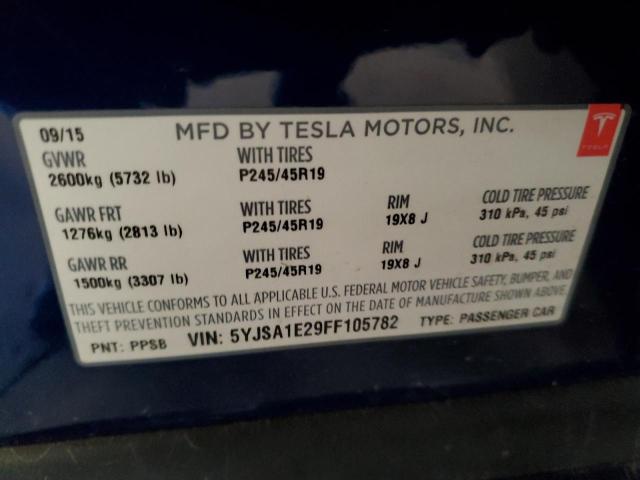 09/15 MFD BY TESLA MOTORS, INC.
TESLA
GVWR WITH TIRES
2600kg (5732 lb) P245/45R19
GAWR FRT WITH TIRES RIM COLD TIRE PRESSURE
1276kg (2813 lb) P245/45R19 19X8 J 310 kPa, 45 psi
GAWR RR WITH TIRES RIM COLD TIRE PRESSURE
1500kg (3307 lb) P245/45R19 19X8 J 310 kPa, 45 psi
THIS VEHICLE CONFORMS TO ALL APPLICABLE U.S. FEDERAL MOTOR VEHICLE SAFETY, BUMPER, AND
THEFT PREVENTION STANDARDS IN EFFECT ON THE DATE OF MANUFACTURE SHOWN ABOVE.
PNT: PPSB VIN: 5YJSA1E29FF105782 TYPE: PASSENGER CAR